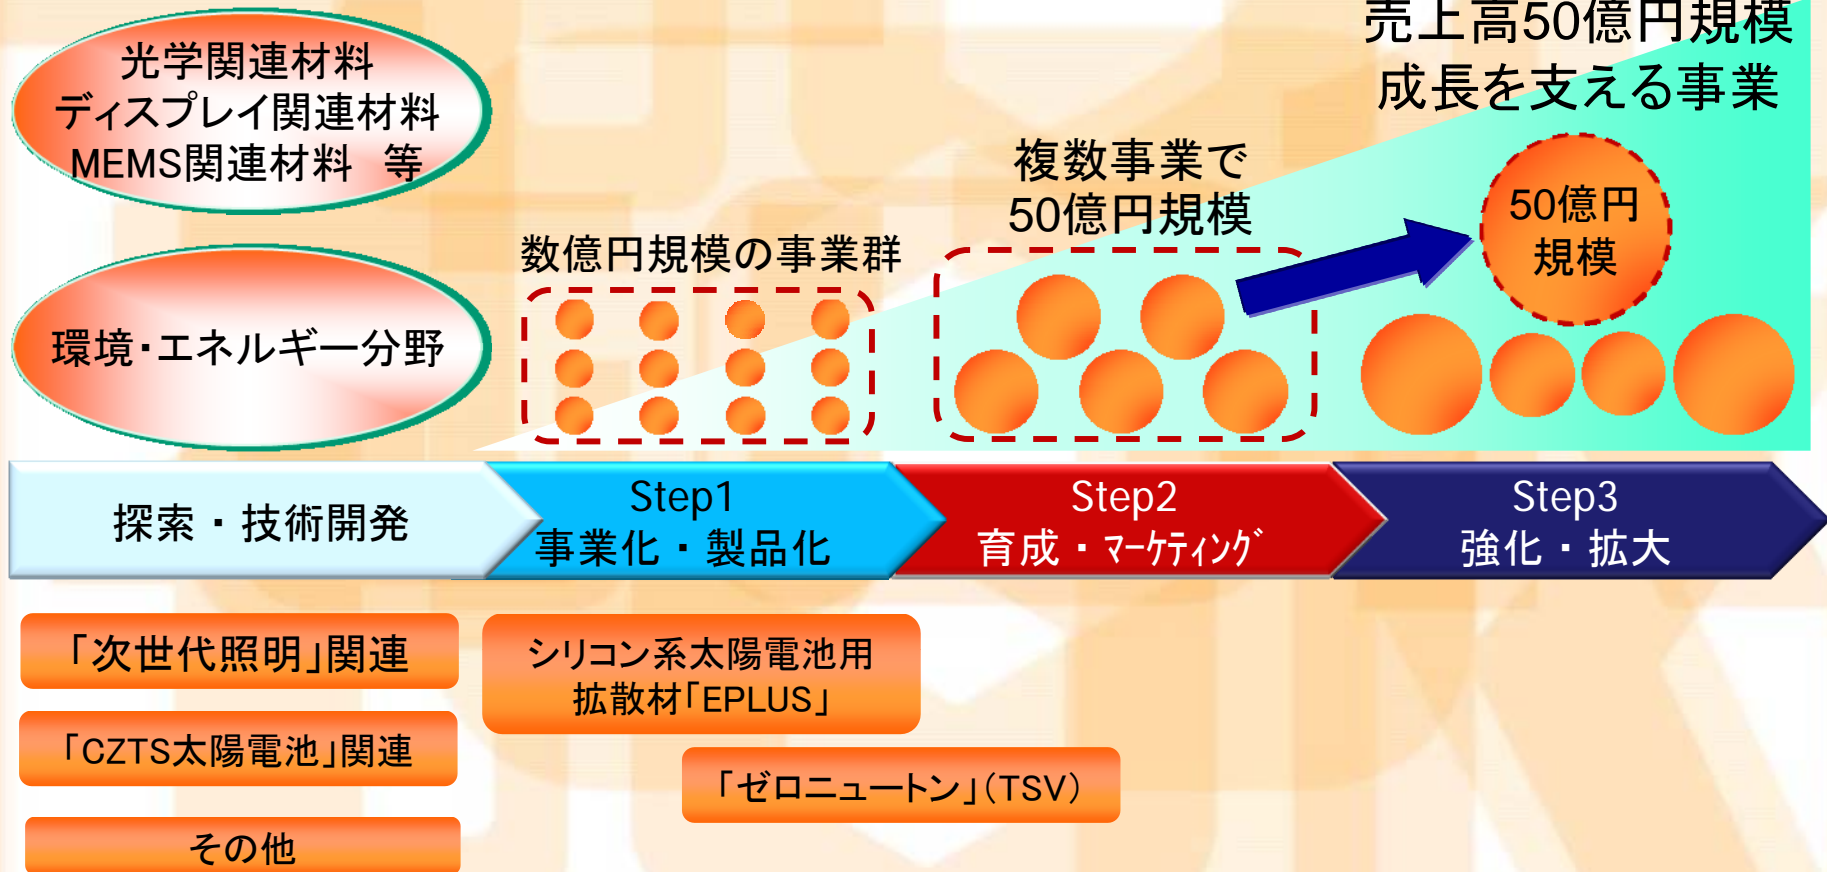 光学関連材料
ディスプレイ関連材料
MEMS関連材料　等
環境・エネルギー分野
数億円規模の事業群
複数事業で
50億円規模
売上高50億円規模
成長を支える事業
50億円
規模
探索・技術開発
Step1
事業化・製品化
Step2
育成・ﾏｰｹﾃｨﾝｸﾞ
Step3
強化・拡大
「次世代照明」関連
「CZTS太陽電池」関連
その他
シリコン系太陽電池用
拡散材「EPLUS」
「ゼロニュートン」（TSV）